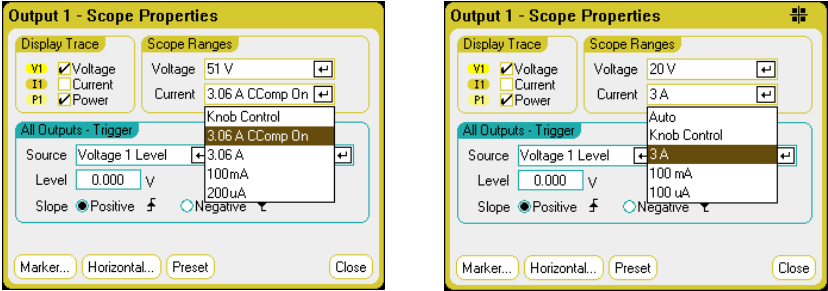 Output 1 - Scope Properties
Display Trace
Scope Ranges
V1 Voltage
I1 Current
P1 Power
Voltage 51 V
Current 3.06 A CComp On
Knob Control
3.06 A CComp On
3.06 A
100mA
200uA
All Outputs - Trigger
Source Voltage 1 Level
Level 0.000 V
Slope Positive Negative
Marker... Horizontal... Preset Close
Output 1 - Scope Properties
Display Trace
Scope Ranges
V1 Voltage
I1 Current
P1 Power
Voltage 20 V
Current 3 A
Auto
Knob Control
3 A
100 mA
100 uA
All Outputs - Trigger
Source Voltage 1 Level
Level 0.000 V
Slope Positive Negative
Marker... Horizontal... Preset Close